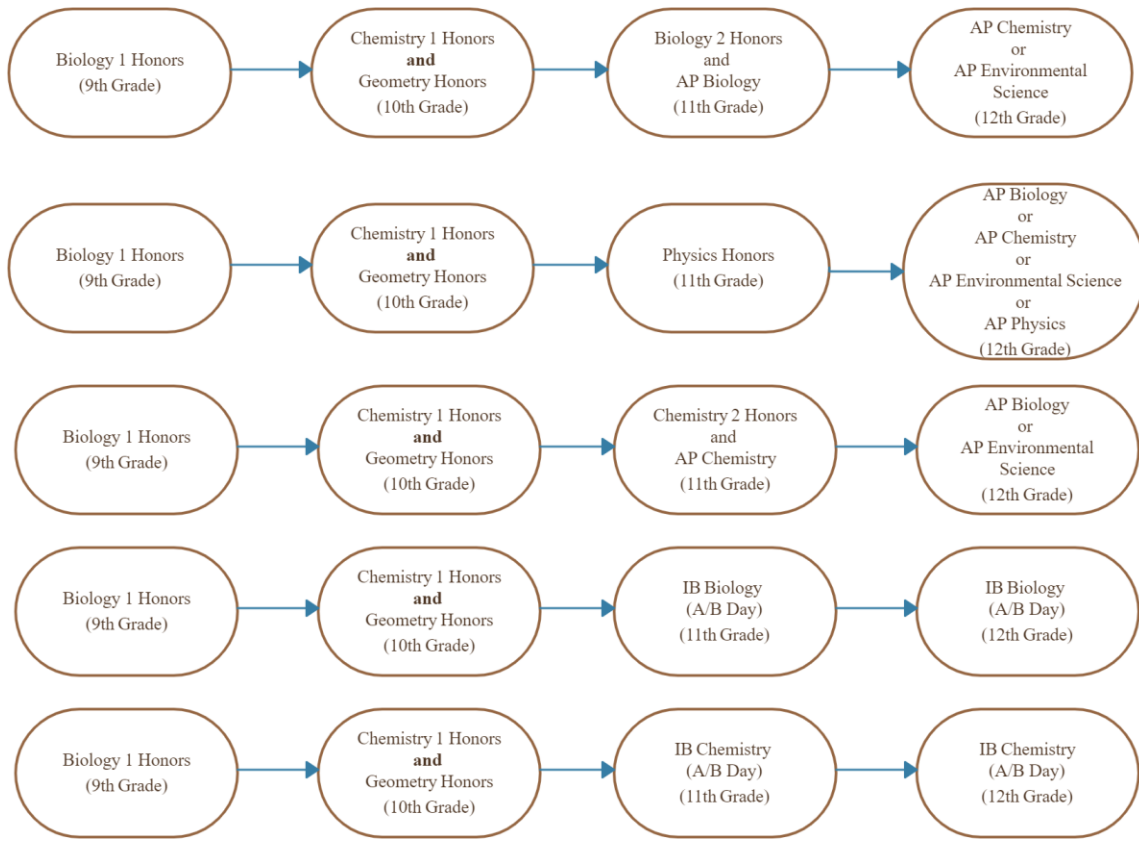 Biology 1 Honors
(9th Grade)
Chemistry 1 Honors
and
Geometry Honors
(10th Grade)
Biology 2 Honors
and
AP Biology
(11th Grade)
AP Chemistry
or
AP Environmental
Science
(12th Grade)
Biology 1 Honors
(9th Grade)
Chemistry 1 Honors
and
Geometry Honors
(10th Grade)
Physics Honors
(11th Grade)
AP Biology
or
AP Chemistry
or
AP Environmental Science
or
AP Physics
(12th Grade)
Biology 1 Honors
(9th Grade)
Chemistry 1 Honors
and
Geometry Honors
(10th Grade)
Chemistry 2 Honors
and
AP Chemistry
(11th Grade)
AP Biology
or
AP Environmental
Science
(12th Grade)
Biology 1 Honors
(9th Grade)
Chemistry 1 Honors
and
Geometry Honors
(10th Grade)
IB Biology
(A/B Day)
(11th Grade)
IB Biology
(A/B Day)
(12th Grade)
Biology 1 Honors
(9th Grade)
Chemistry 1 Honors
and
Geometry Honors
(10th Grade)
IB Chemistry
(A/B Day)
(11th Grade)
IB Chemistry
(A/B Day)
(12th Grade)